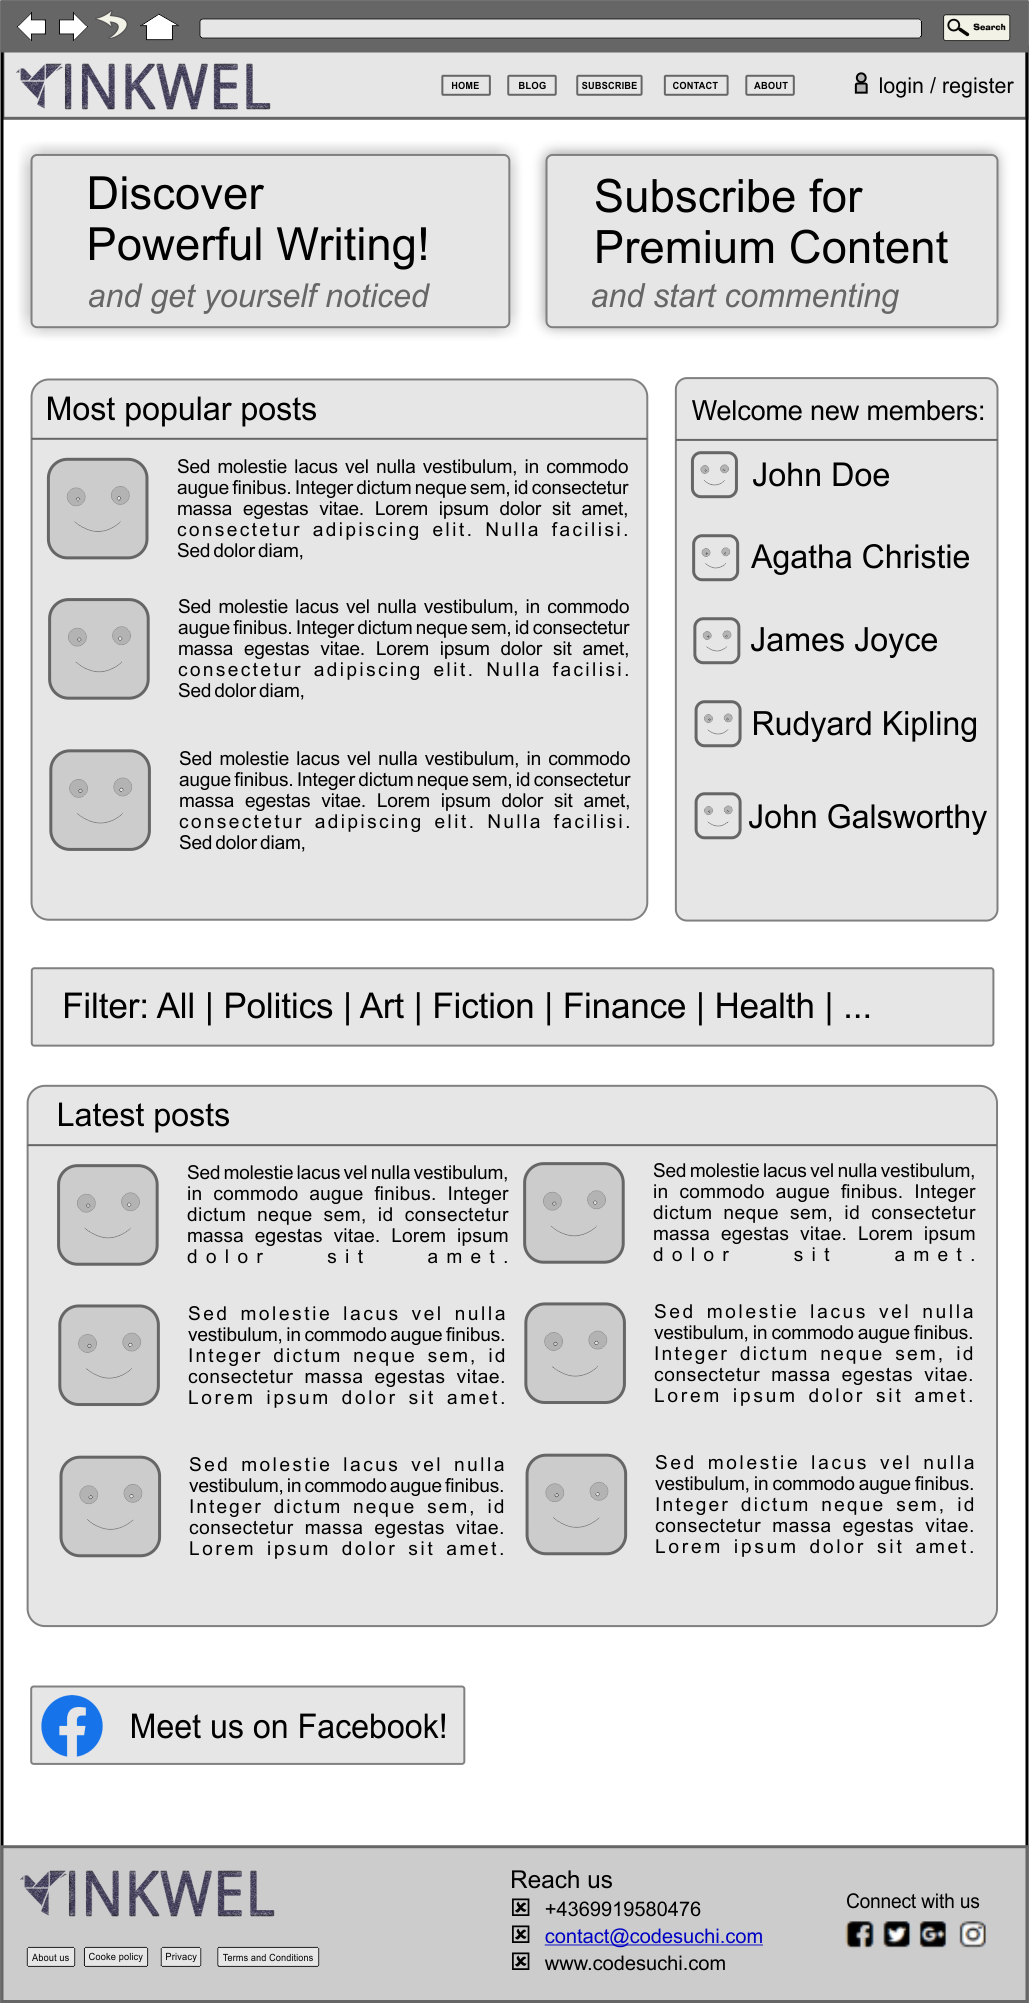 Search
INKWEL
HOME BLOG SUBSCRIBE CONTACT ABOUT
login / register
Discover
Powerful Writing!
and get yourself noticed
Subscribe for
Premium Content
and start commenting
Most popular posts
Sed molestie lacus vel nulla vestibulum, in commodo
augue finibus. Integer dictum neque sem, id consectetur
massa egestas vitae. Lorem ipsum dolor sit amet,
consectetur adipiscing elit. Nulla facilisi.
Sed dolor diam,
Sed molestie lacus vel nulla vestibulum, in commodo
augue finibus. Integer dictum neque sem, id consectetur
massa egestas vitae. Lorem ipsum dolor sit amet,
consectetur adipiscing elit. Nulla facilisi.
Sed dolor diam,
Sed molestie lacus vel nulla vestibulum, in commodo
augue finibus. Integer dictum neque sem, id consectetur
massa egestas vitae. Lorem ipsum dolor sit amet,
consectetur adipiscing elit. Nulla facilisi.
Sed dolor diam,
Welcome new members:
John Doe
Agatha Christie
James Joyce
Rudyard Kipling
John Galsworthy
Filter: All | Politics | Art | Fiction | Finance | Health | ...
Latest posts
Sed molestie lacus vel nulla vestibulum,
in commodo augue finibus. Integer
dictum neque sem, id consectetur
massa egestas vitae. Lorem ipsum
dolor sit amet.
Sed molestie lacus vel nulla vestibulum,
in commodo augue finibus. Integer
dictum neque sem, id consectetur
massa egestas vitae. Lorem ipsum
dolor sit amet.
Sed molestie lacus vel nulla
vestibulum, in commodo augue finibus.
Integer dictum neque sem, id
consectetur massa egestas vitae.
Lorem ipsum dolor sit amet.
Sed molestie lacus vel nulla
vestibulum, in commodo augue finibus.
Integer dictum neque sem, id
consectetur massa egestas vitae.
Lorem ipsum dolor sit amet.
Sed molestie lacus vel nulla
vestibulum, in commodo augue finibus.
Integer dictum neque sem, id
consectetur massa egestas vitae.
Lorem ipsum dolor sit amet.
Sed molestie lacus vel nulla
vestibulum, in commodo augue finibus.
Integer dictum neque sem, id
consectetur massa egestas vitae.
Lorem ipsum dolor sit amet.
Meet us on Facebook!
INKWEL
About us Cooke policy Privacy Terms and Conditions
Reach us
+4369919580476
contact@codesuchi.com
www.codesuchi.com
Connect with us